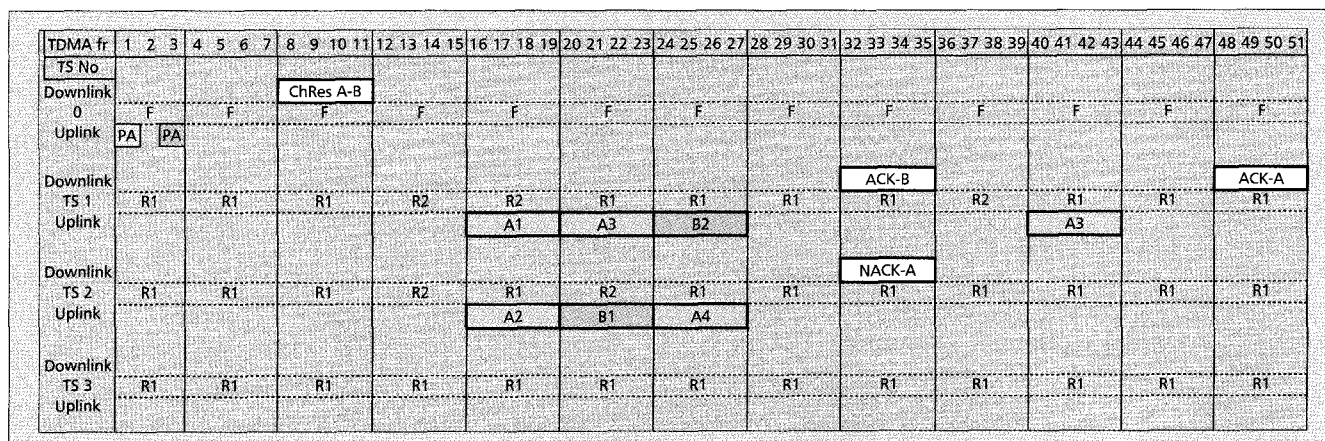 TDMA fr 1 2 3 4 5 6 7 8 9 10 11 12 13 14 15 16 17 18 19 20 21 22 23 24 25 26 27 28 29 30 31 32 33 34 35 36 37 38 39 40 41 42 43 44 45 46 47 48 49 50 51
TS No
Downlink ChRes A-B
0 F F F F F F F F F F F F F
Uplink PA PA
Downlink ACK-B ACK-A
TS 1 R1 R1 R1 R2 R2 R1 R1 R1 R1 R2 R1 R1 R1
Uplink A1 A3 B2 A3
Downlink NACK-A
TS 2 R1 R1 R1 R2 R1 R2 R1 R1 R1 R1 R1 R1 R1
Uplink A2 B1 A4
Downlink
TS 3 R1 R1 R1 R1 R1 R1 R1 R1 R1 R1 R1 R1 R1
Uplink